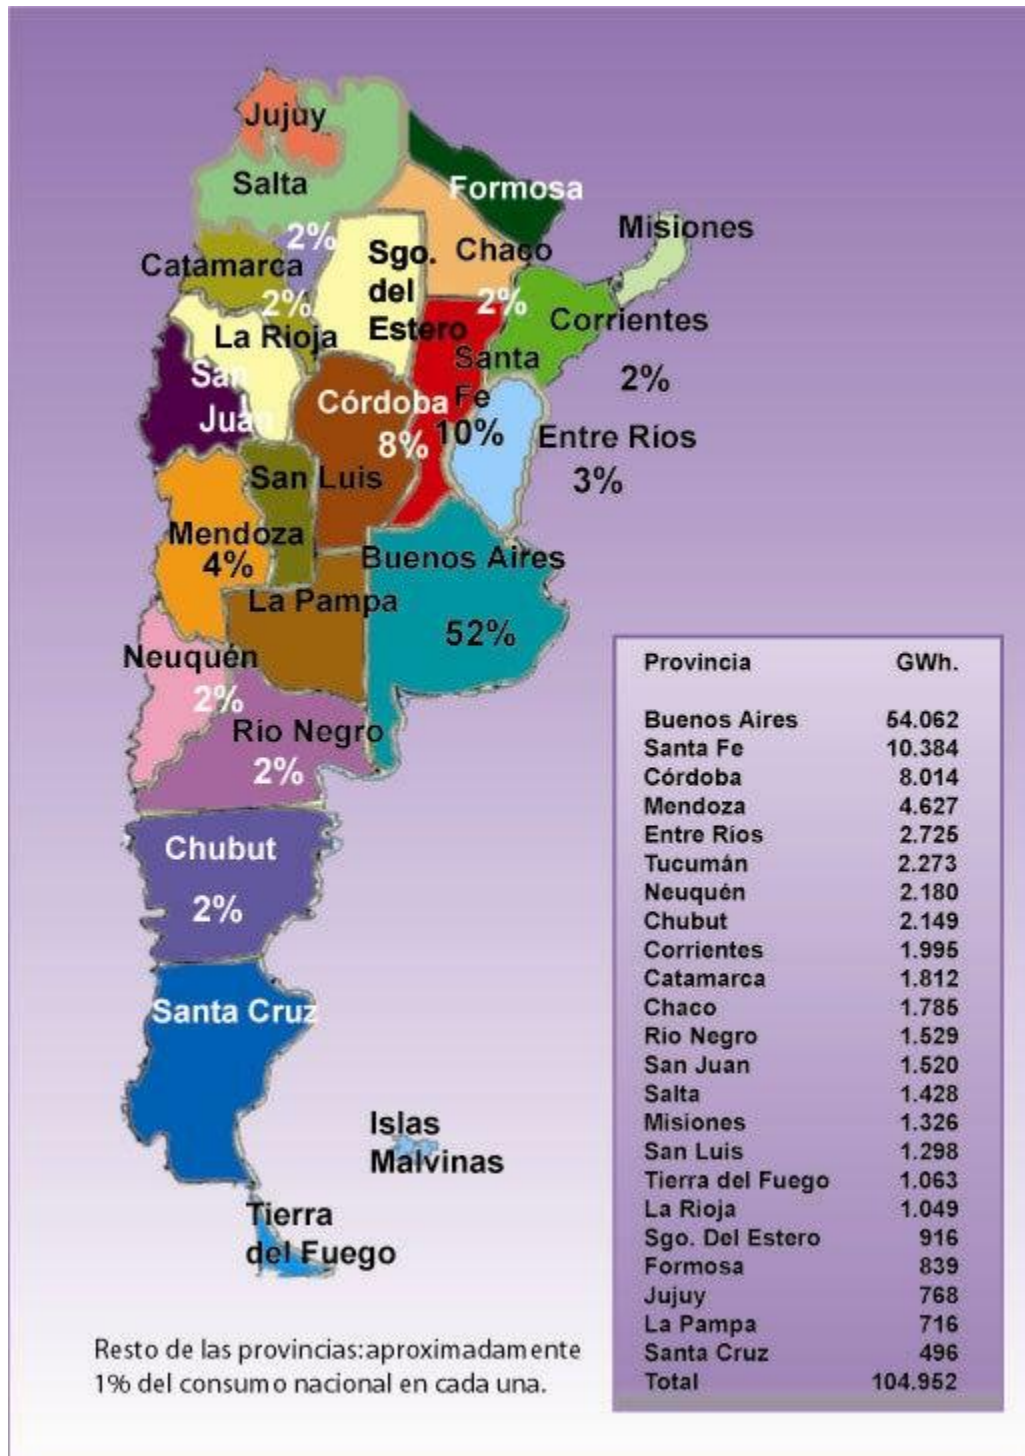 Jujuy
Salta
Formosa
Misiones
2%
Catamarca
Sgo.
del
Estero
Chaco
2%
2%
La Rioja
Corrientes
2%
San
Juan
Santa
Fe
10%
Córdoba
8%
Entre Ríos
3%
San Luis
Mendoza
4%
Buenos Aires
52%
La Pampa
Neuquén
2%
Río Negro
2%
Chubut
2%
Santa Cruz
Islas
Malvinas
Tierra
del Fuego
Resto de las provincias:aproximadamente
1% del consumo nacional en cada una.
Provincia GWh.
Buenos Aires 54.062
Santa Fe 10.384
Córdoba 8.014
Mendoza 4.627
Entre Ríos 2.725
Tucumán 2.273
Neuquén 2.180
Chubut 2.149
Corrientes 1.995
Catamarca 1.812
Chaco 1.785
Río Negro 1.529
San Juan 1.520
Salta 1.428
Misiones 1.326
San Luis 1.298
Tierra del Fuego 1.063
La Rioja 1.049
Sgo. Del Estero 916
Formosa 839
Jujuy 768
La Pampa 716
Santa Cruz 496
Total 104.952